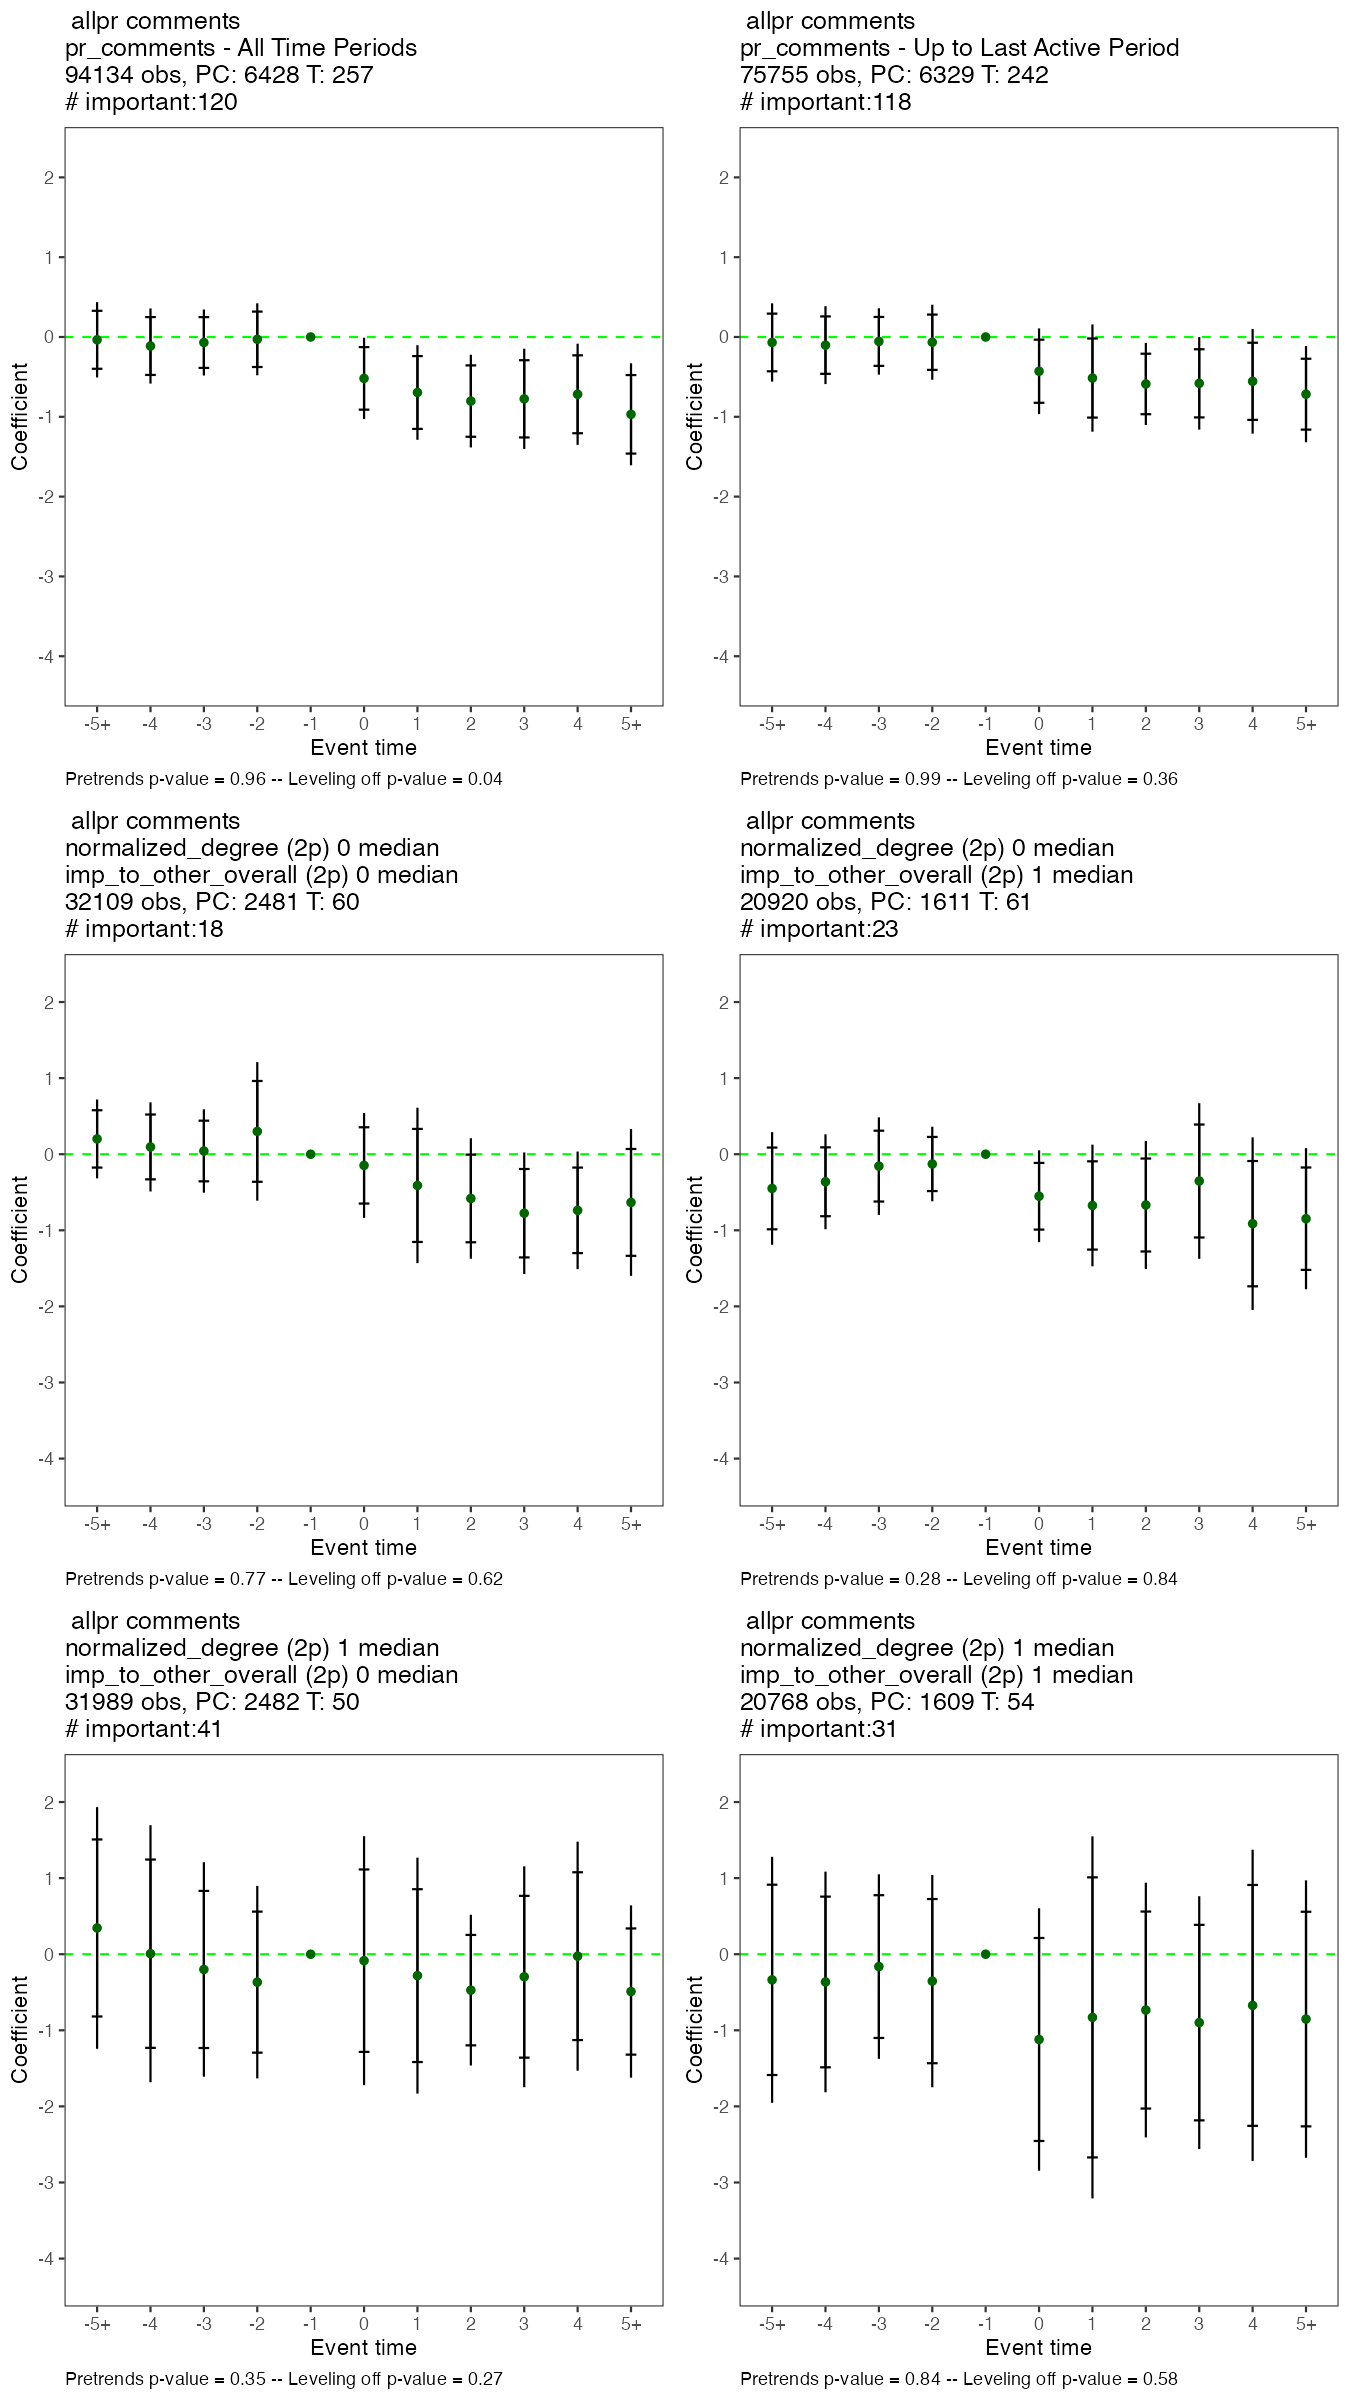 allpr comments
pr_comments - All Time Periods
94134 obs, PC: 6428 T: 257
# important:120
2
1
0
-1
-2
-3
-4
Coefficient
-5+ -4 -3 -2 -1 0 1 2 3 4 5+
Event time
Pretrends p-value = 0.96 -- Leveling off p-value = 0.04
allpr comments
pr_comments - Up to Last Active Period
75755 obs, PC: 6329 T: 242
# important:118
2
1
0
-1
-2
-3
-4
Coefficient
-5+ -4 -3 -2 -1 0 1 2 3 4 5+
Event time
Pretrends p-value = 0.99 -- Leveling off p-value = 0.36
allpr comments
normalized_degree (2p) 0 median
imp_to_other_overall (2p) 0 median
32109 obs, PC: 2481 T: 60
# important:18
2
1
0
-1
-2
-3
-4
Coefficient
-5+ -4 -3 -2 -1 0 1 2 3 4 5+
Event time
Pretrends p-value = 0.77 -- Leveling off p-value = 0.62
allpr comments
normalized_degree (2p) 0 median
imp_to_other_overall (2p) 1 median
20920 obs, PC: 1611 T: 61
# important:23
2
1
0
-1
-2
-3
-4
Coefficient
-5+ -4 -3 -2 -1 0 1 2 3 4 5+
Event time
Pretrends p-value = 0.28 -- Leveling off p-value = 0.84
allpr comments
normalized_degree (2p) 1 median
imp_to_other_overall (2p) 0 median
31989 obs, PC: 2482 T: 50
# important:41
2
1
0
-1
-2
-3
-4
Coefficient
-5+ -4 -3 -2 -1 0 1 2 3 4 5+
Event time
Pretrends p-value = 0.35 -- Leveling off p-value = 0.27
allpr comments
normalized_degree (2p) 1 median
imp_to_other_overall (2p) 1 median
20768 obs, PC: 1609 T: 54
# important:31
2
1
0
-1
-2
-3
-4
Coefficient
-5+ -4 -3 -2 -1 0 1 2 3 4 5+
Event time
Pretrends p-value = 0.84 -- Leveling off p-value = 0.58